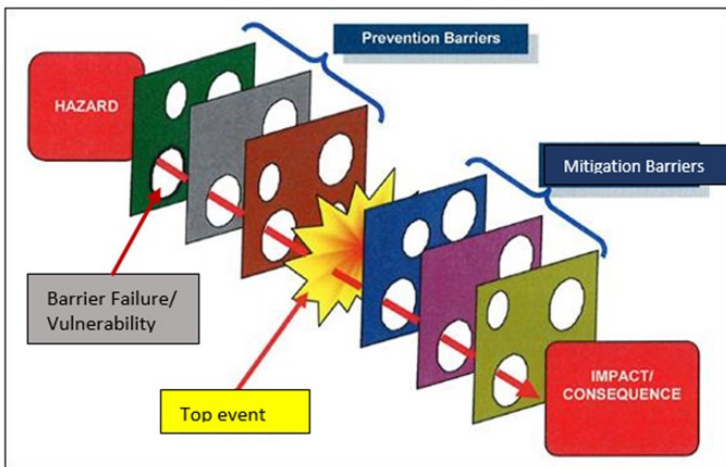 Prevention Barriers
HAZARD
Mitigation Barriers
Barrier Failure/
Vulnerability
Top event
IMPACT/
CONSEQUENCE